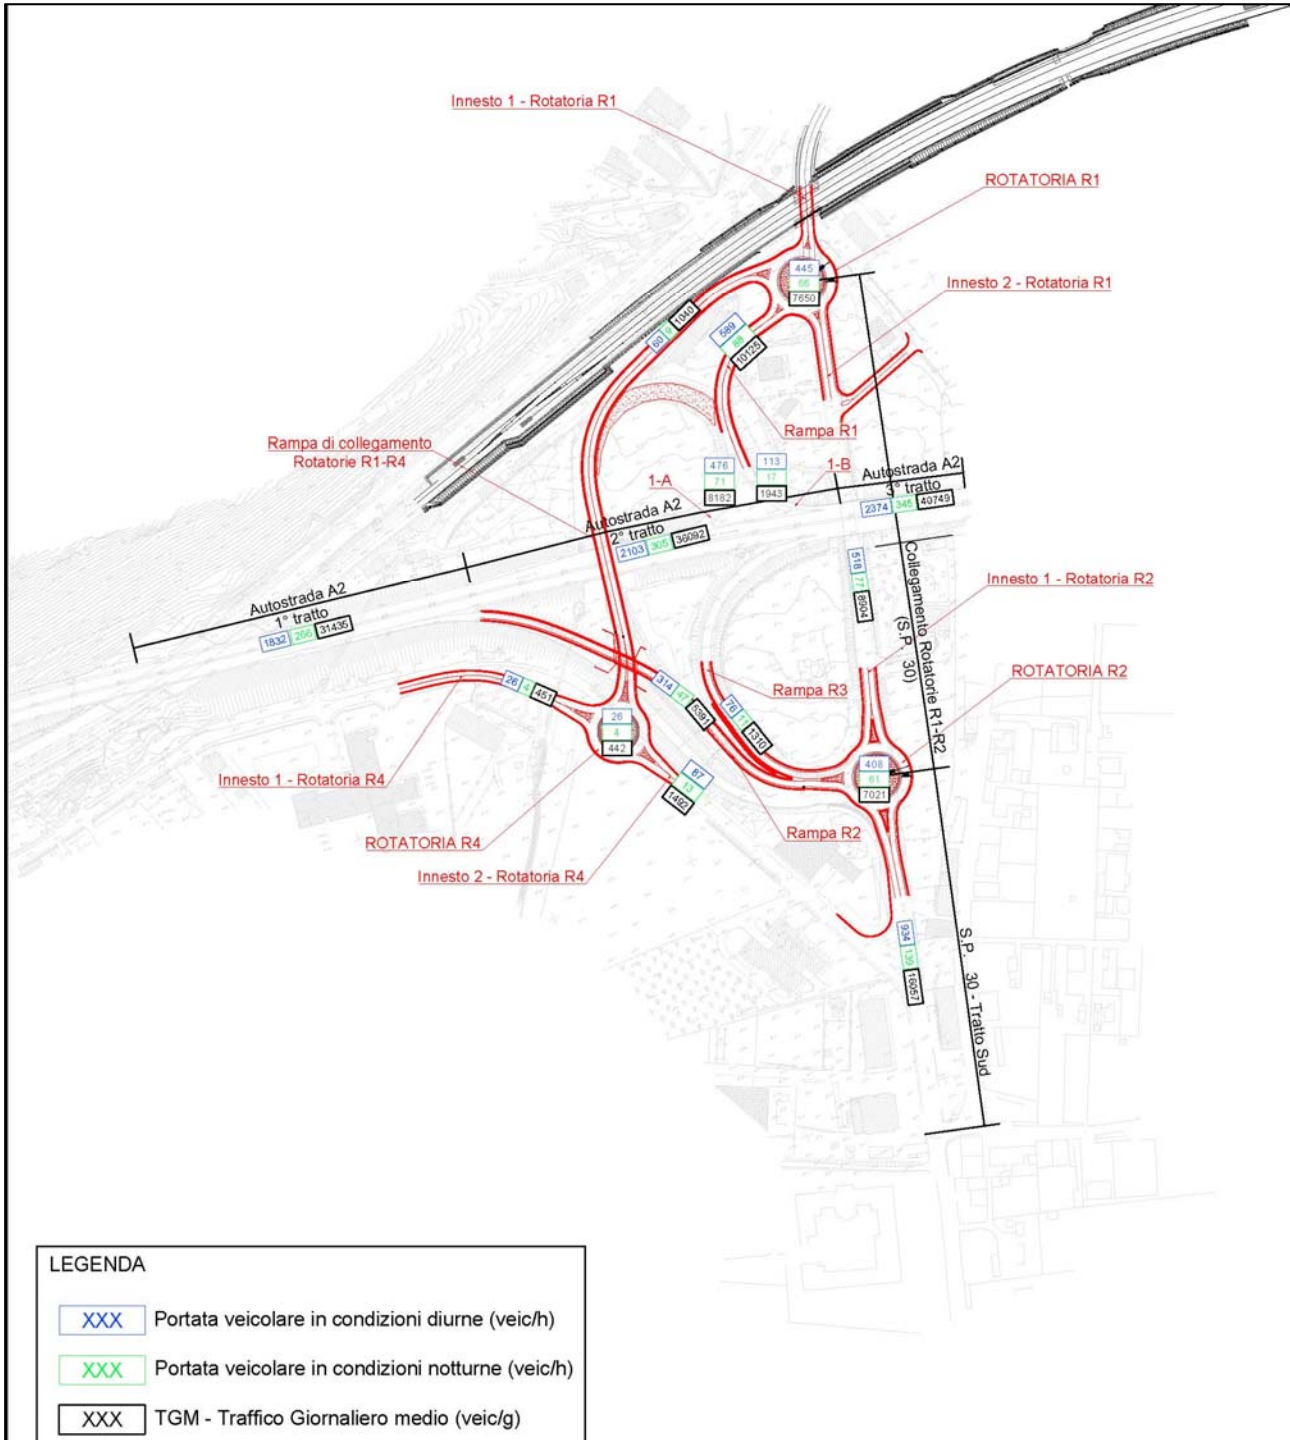 Innesto 1 - Rotatoria R1
ROTATORIA R1
445
66
7650
Innesto 2 - Rotatoria R1
60 9 1040
589
88
10125
Rampa R1
Rampa di collegamento
Rotatorie R1-R4
476
71
8182
113
17
1943
1-A
1-B
Autostrada A2
3° tratto
2374 345 40749
Autostrada A2
2° tratto
2103 305 36092
Autostrada A2
1° tratto
1832 266 31435
518
77
8904
Collegamento Rotatorie R1-R2
(S.P. 30)
Innesto 1 - Rotatoria R2
ROTATORIA R2
Rampa R3
26 4 451
314 47 5391
76 11 1310
26
4
442
408
61
7021
87
13
1492
Innesto 1 - Rotatoria R4
ROTATORIA R4
Innesto 2 - Rotatoria R4
Rampa R2
934
139
16057
S.P. 30 - Tratto Sud
LEGENDA
XXX Portata veicolare in condizioni diurne (veic/h)
XXX Portata veicolare in condizioni notturne (veic/h)
XXX TGM - Traffico Giornaliero medio (veic/g)